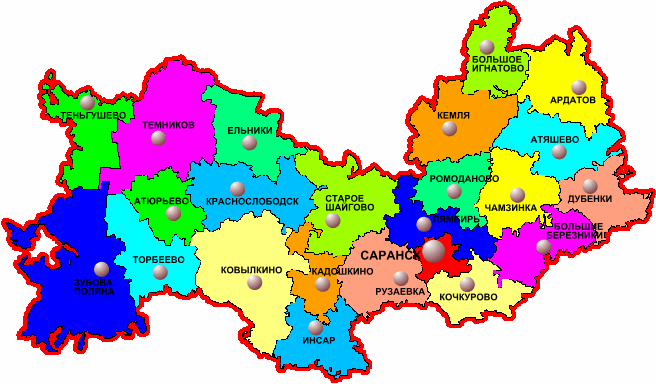 БОЛЬШОЕ
ИГНАТОВО
АРДАТОВ
ТЕНЬГУШЕВО
ТЕМНИКОВ
ЕЛЬНИКИ
КЕМЛЯ
АТЯШЕВО
АТЮРЬЕВО
КРАСНОСЛОБОДСК
СТАРОЕ
ШАЙГОВО
РОМОДАНОВО
ЧАМЗИНКА
ДУБЕНКИ
ЛЯМБИРЬ
БОЛЬШИЕ
БЕРЕЗНИКИ
ТОРБЕЕВО
ЗУБОВА
ПОЛЯНА
КОВЫЛКИНО
КАДОШКИНО
САРАНСК
РУЗАЕВКА
КОЧКУРОВО
ИНСАР